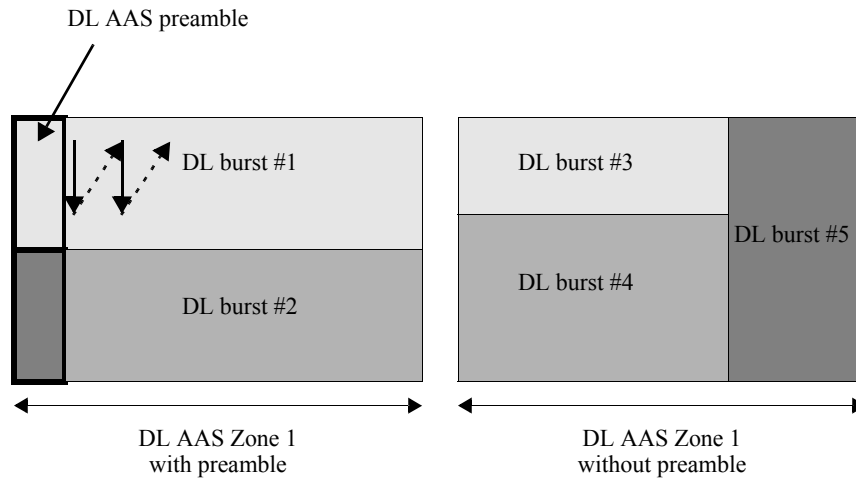 DL AAS preamble
DL burst #1
DL burst #2
DL burst #3
DL burst #4
DL burst #5
DL AAS Zone 1
with preamble
DL AAS Zone 1
without preamble